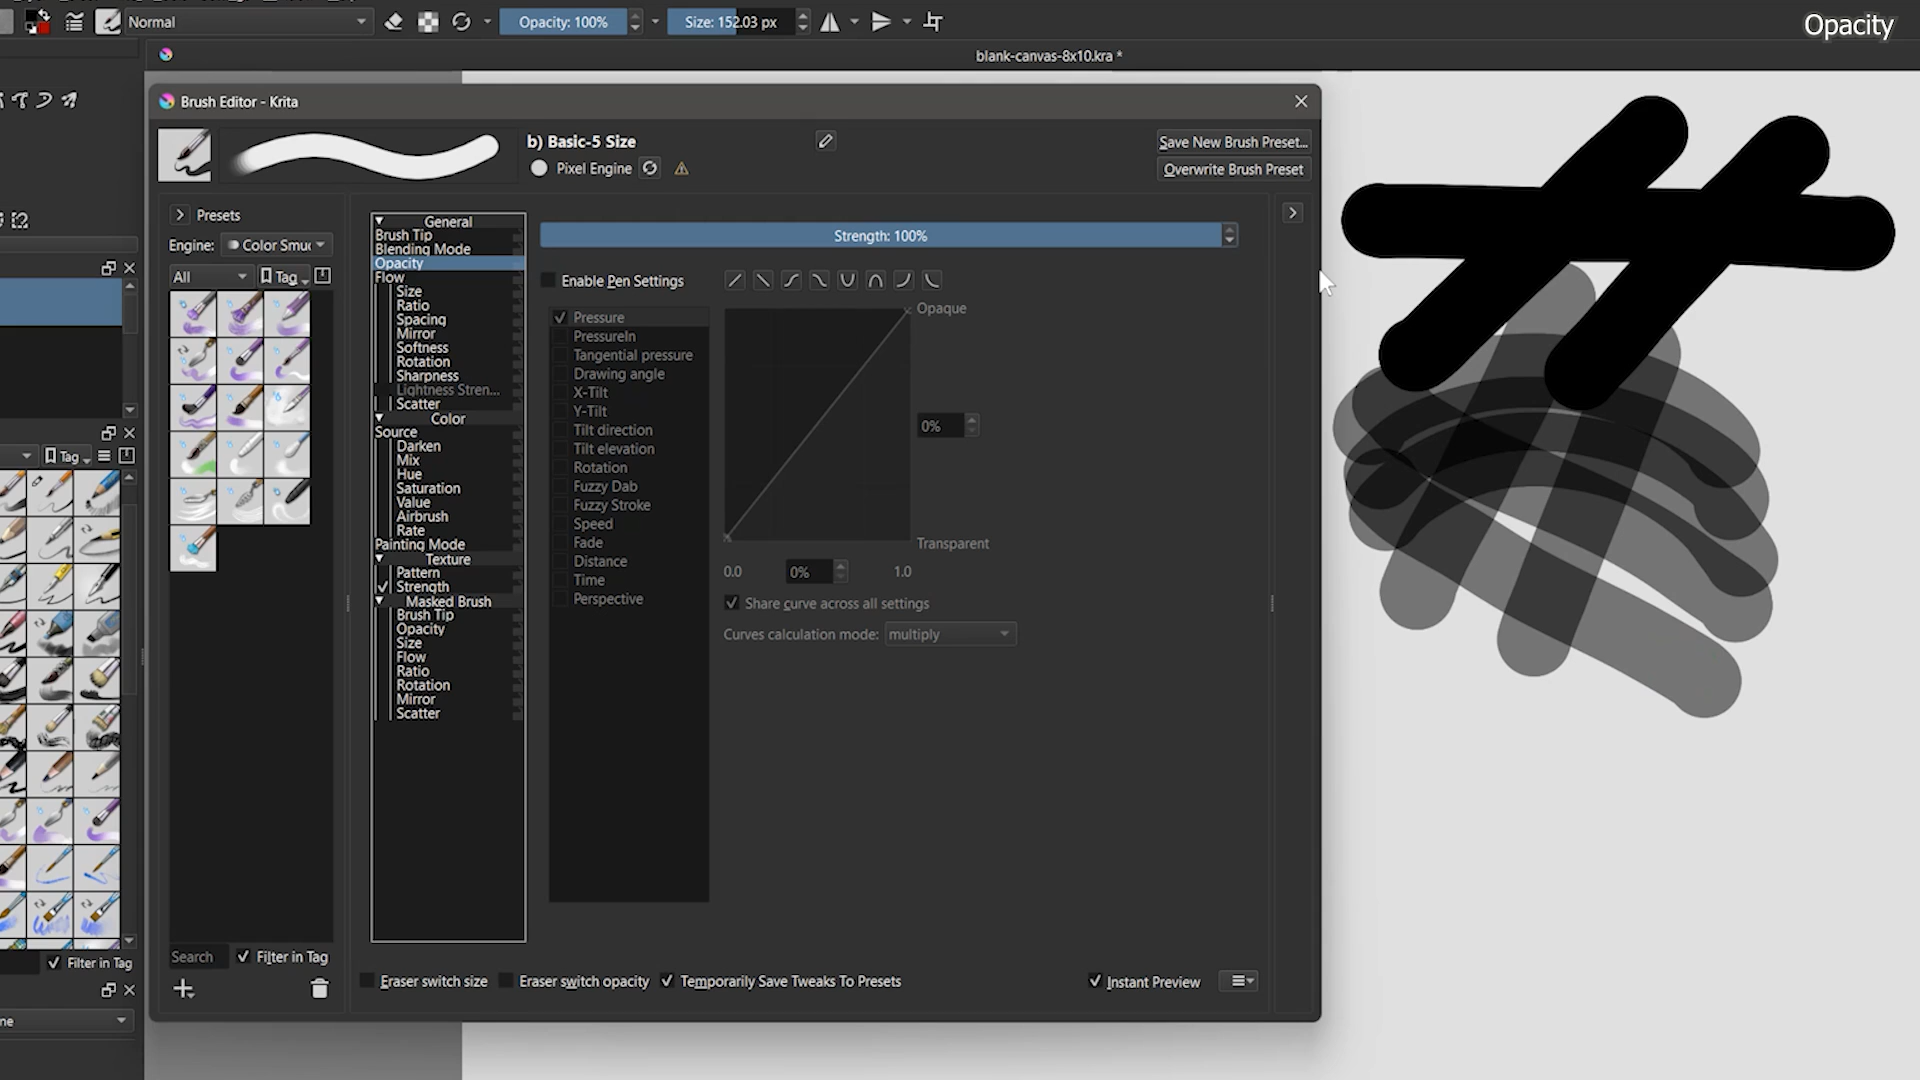 Normal
Opacity: 100%
Size: 152.03 px
Opacity
blank-canvas-8x10.kra *
Brush Editor - Krita
b) Basic-5 Size
Pixel Engine
Save New Brush Preset...
Overwrite Brush Preset
Presets
Engine:
Color Smu
All
Tag
General
Brush Tip
Blending Mode
Opacity
Flow
Size
Ratio
Spacing
Mirror
Softness
Rotation
Sharpness
Lightness Stren...
Scatter
Color
Source
Darken
Mix
Hue
Saturation
Value
Airbrush
Rate
Painting Mode
Texture
Pattern
Strength
Masked Brush
Brush Tip
Opacity
Size
Flow
Ratio
Rotation
Mirror
Scatter
Strength: 100%
Enable Pen Settings
Pressure
PressureIn
Tangential pressure
Drawing angle
X-Tilt
Y-Tilt
Tilt direction
Tilt elevation
Rotation
Fuzzy Dab
Fuzzy Stroke
Speed
Fade
Distance
Time
Perspective
Opaque
0%
Transparent
0.0
0%
1.0
Share curve across all settings
Curves calculation mode:
multiply
Tag
Search
Filter in Tag
Filter in Tag
Eraser switch size
Eraser switch opacity
Temporarily Save Tweaks To Presets
Instant Preview
ne